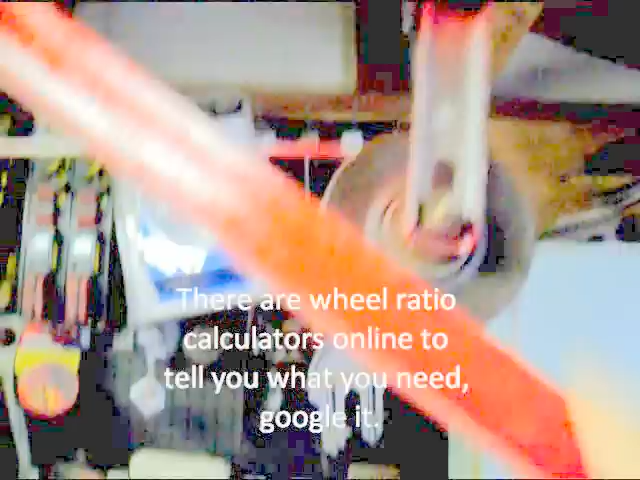 There are wheel ratio
calculators online to
tell you what you need,
google it.